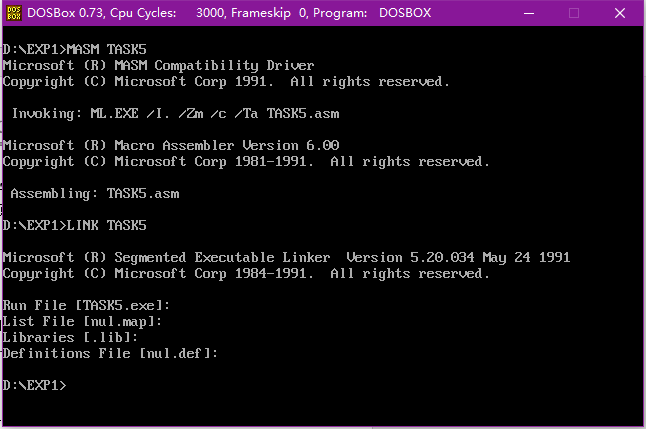 DOSBox 0.73, Cpu Cycles: 3000, Frameskip 0, Program: DOSBOX
D:\EXP1>MASM TASK5
Microsoft (R) MASM Compatibility Driver
Copyright (C) Microsoft Corp 1991. All rights reserved.
Invoking: ML.EXE /I. /Zm /c /Ta TASK5.asm
Microsoft (R) Macro Assembler Version 6.00
Copyright (C) Microsoft Corp 1981-1991. All rights reserved.
Assembling: TASK5.asm
D:\EXP1>LINK TASK5
Microsoft (R) Segmented Executable Linker Version 5.20.034 May 24 1991
Copyright (C) Microsoft Corp 1984-1991. All rights reserved.
Run File [TASK5.exe]:
List File [nul.map]:
Libraries [.lib]:
Definitions File [nul.def]:
D:\EXP1>